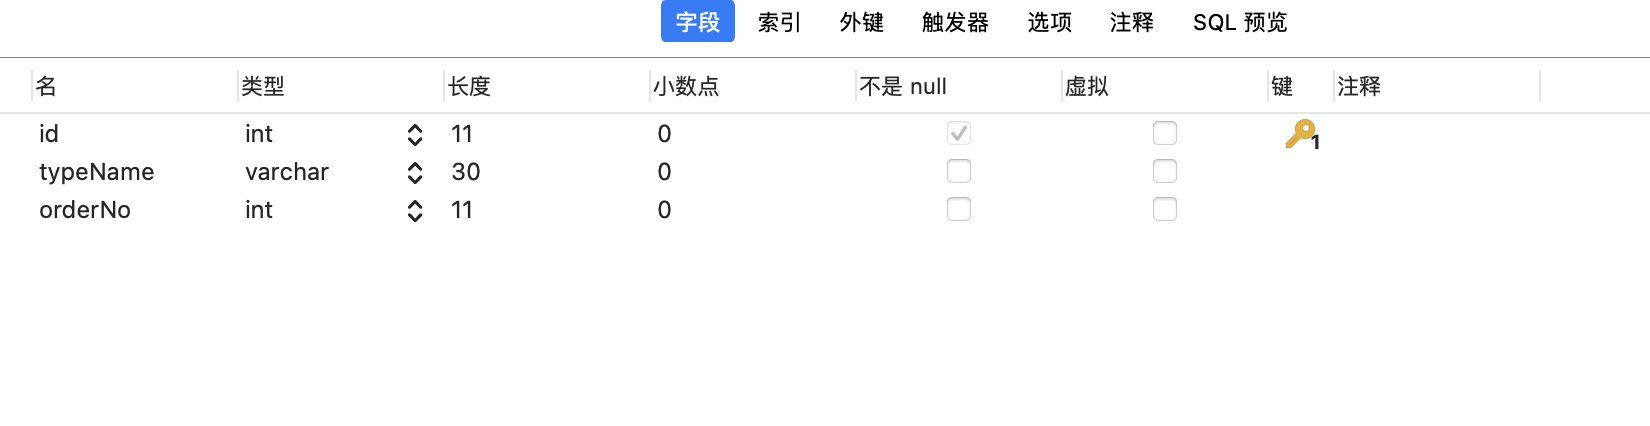 字段 索引 外键 触发器 选项 注释 SQL 预览
名 类型 长度 小数点 不是 null 虚拟 键 注释
id int 11 0 1
typeName varchar 30 0
orderNo int 11 0